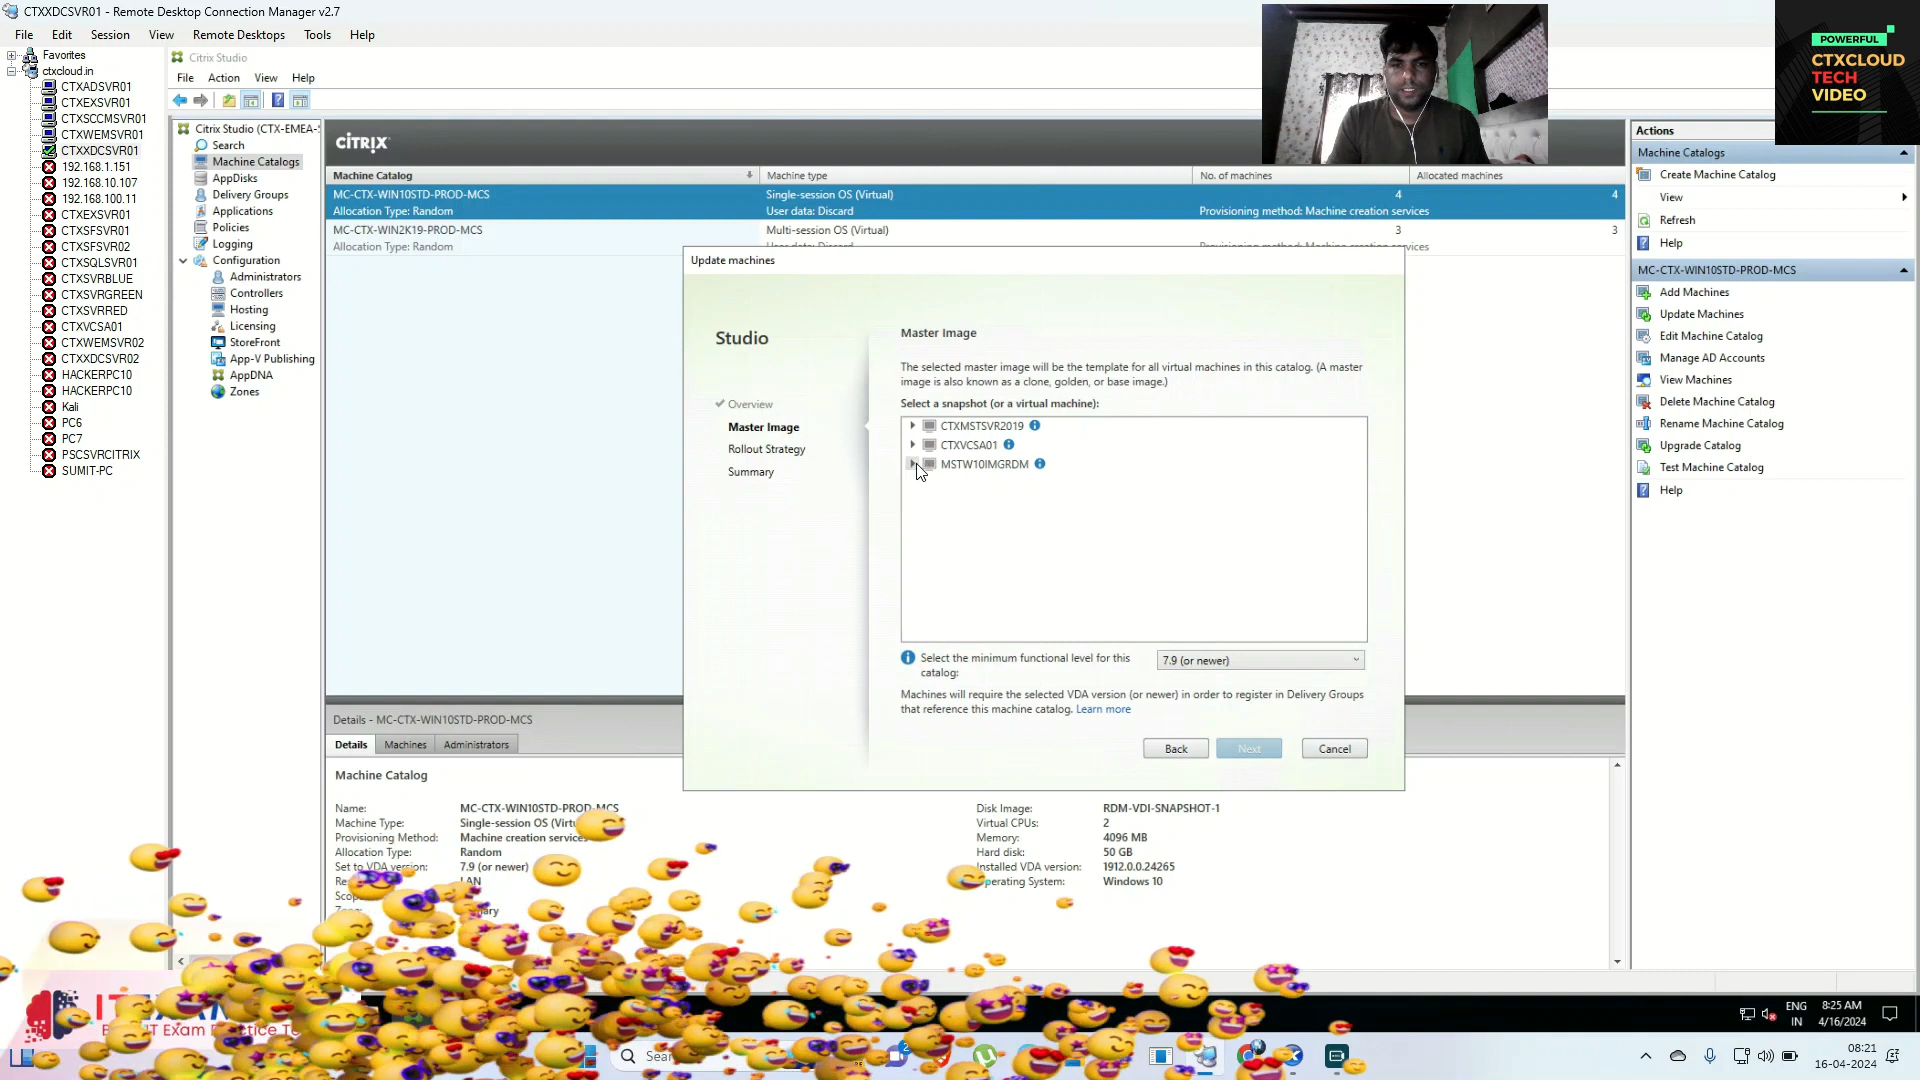 CTXXDCSVR01 - Remote Desktop Connection Manager v2.7
File Edit Session View Remote Desktops Tools Help
Favorites
ctxcloud.in
CTXADSVR01
CTXEXSVR01
CTXSCCMSVR01
CTXWEMSVR01
CTXXDCSVR01
192.168.1.151
192.168.10.107
192.168.100.11
CTXEXSVR01
CTXSFSVR01
CTXSFSVR02
CTXSQLSVR01
CTXSVRBLUE
CTXSVRGREEN
CTXSVRRED
CTXVCSA01
CTXWEMSVR02
CTXXDCSVR02
HACKERPC10
HACKERPC10
Kali
PC6
PC7
PSCSVRCITRIX
SUMIT-PC
Citrix Studio
File Action View Help
Citrix Studio (CTX-EMEA-S
Search
Machine Catalogs
AppDisks
Delivery Groups
Applications
Policies
Logging
Configuration
Administrators
Controllers
Hosting
Licensing
StoreFront
App-V Publishing
AppDNA
Zones
CİTRIX
Machine Catalog Machine type No. of machines Allocated machines
MC-CTX-WIN10STD-PROD-MCS Single-session OS (Virtual) 4 4
Allocation Type: Random User data: Discard Provisioning method: Machine creation services
MC-CTX-WIN2K19-PROD-MCS Multi-session OS (Virtual) 3 3
Allocation Type: Random
Update machines
Studio
Overview
Master Image
Rollout Strategy
Summary
Master Image
The selected master image will be the template for all virtual machines in this catalog. (A master
image is also known as a clone, golden, or base image.)
Select a snapshot (or a virtual machine):
CTXMSTSVR2019
CTXVCSA01
MSTW10IMGRDM
Select the minimum functional level for this
catalog:
7.9 (or newer)
Machines will require the selected VDA version (or newer) in order to register in Delivery Groups
that reference this machine catalog. Learn more
Back Next Cancel
Details - MC-CTX-WIN10STD-PROD-MCS
Details Machines Administrators
Machine Catalog
Name: MC-CTX-WIN10STD-PROD-MCS
Machine Type: Single-session OS (Virtu
Provisioning Method: Machine creation services
Allocation Type: Random
Set to VDA version: 7.9 (or newer)
LAN
Disk Image: RDM-VDI-SNAPSHOT-1
Virtual CPUs: 2
Memory: 4096 MB
Hard disk: 50 GB
Installed VDA version: 1912.0.0.24265
Operating System: Windows 10
Actions
Machine Catalogs
Create Machine Catalog
View
Refresh
Help
MC-CTX-WIN10STD-PROD-MCS
Add Machines
Update Machines
Edit Machine Catalog
Manage AD Accounts
View Machines
Delete Machine Catalog
Rename Machine Catalog
Upgrade Catalog
Test Machine Catalog
Help
POWERFUL
CTXCLOUD
TECH
VIDEO
IT Exam
ENG
IN
8:25 AM
4/16/2024
08:21
16-04-2024